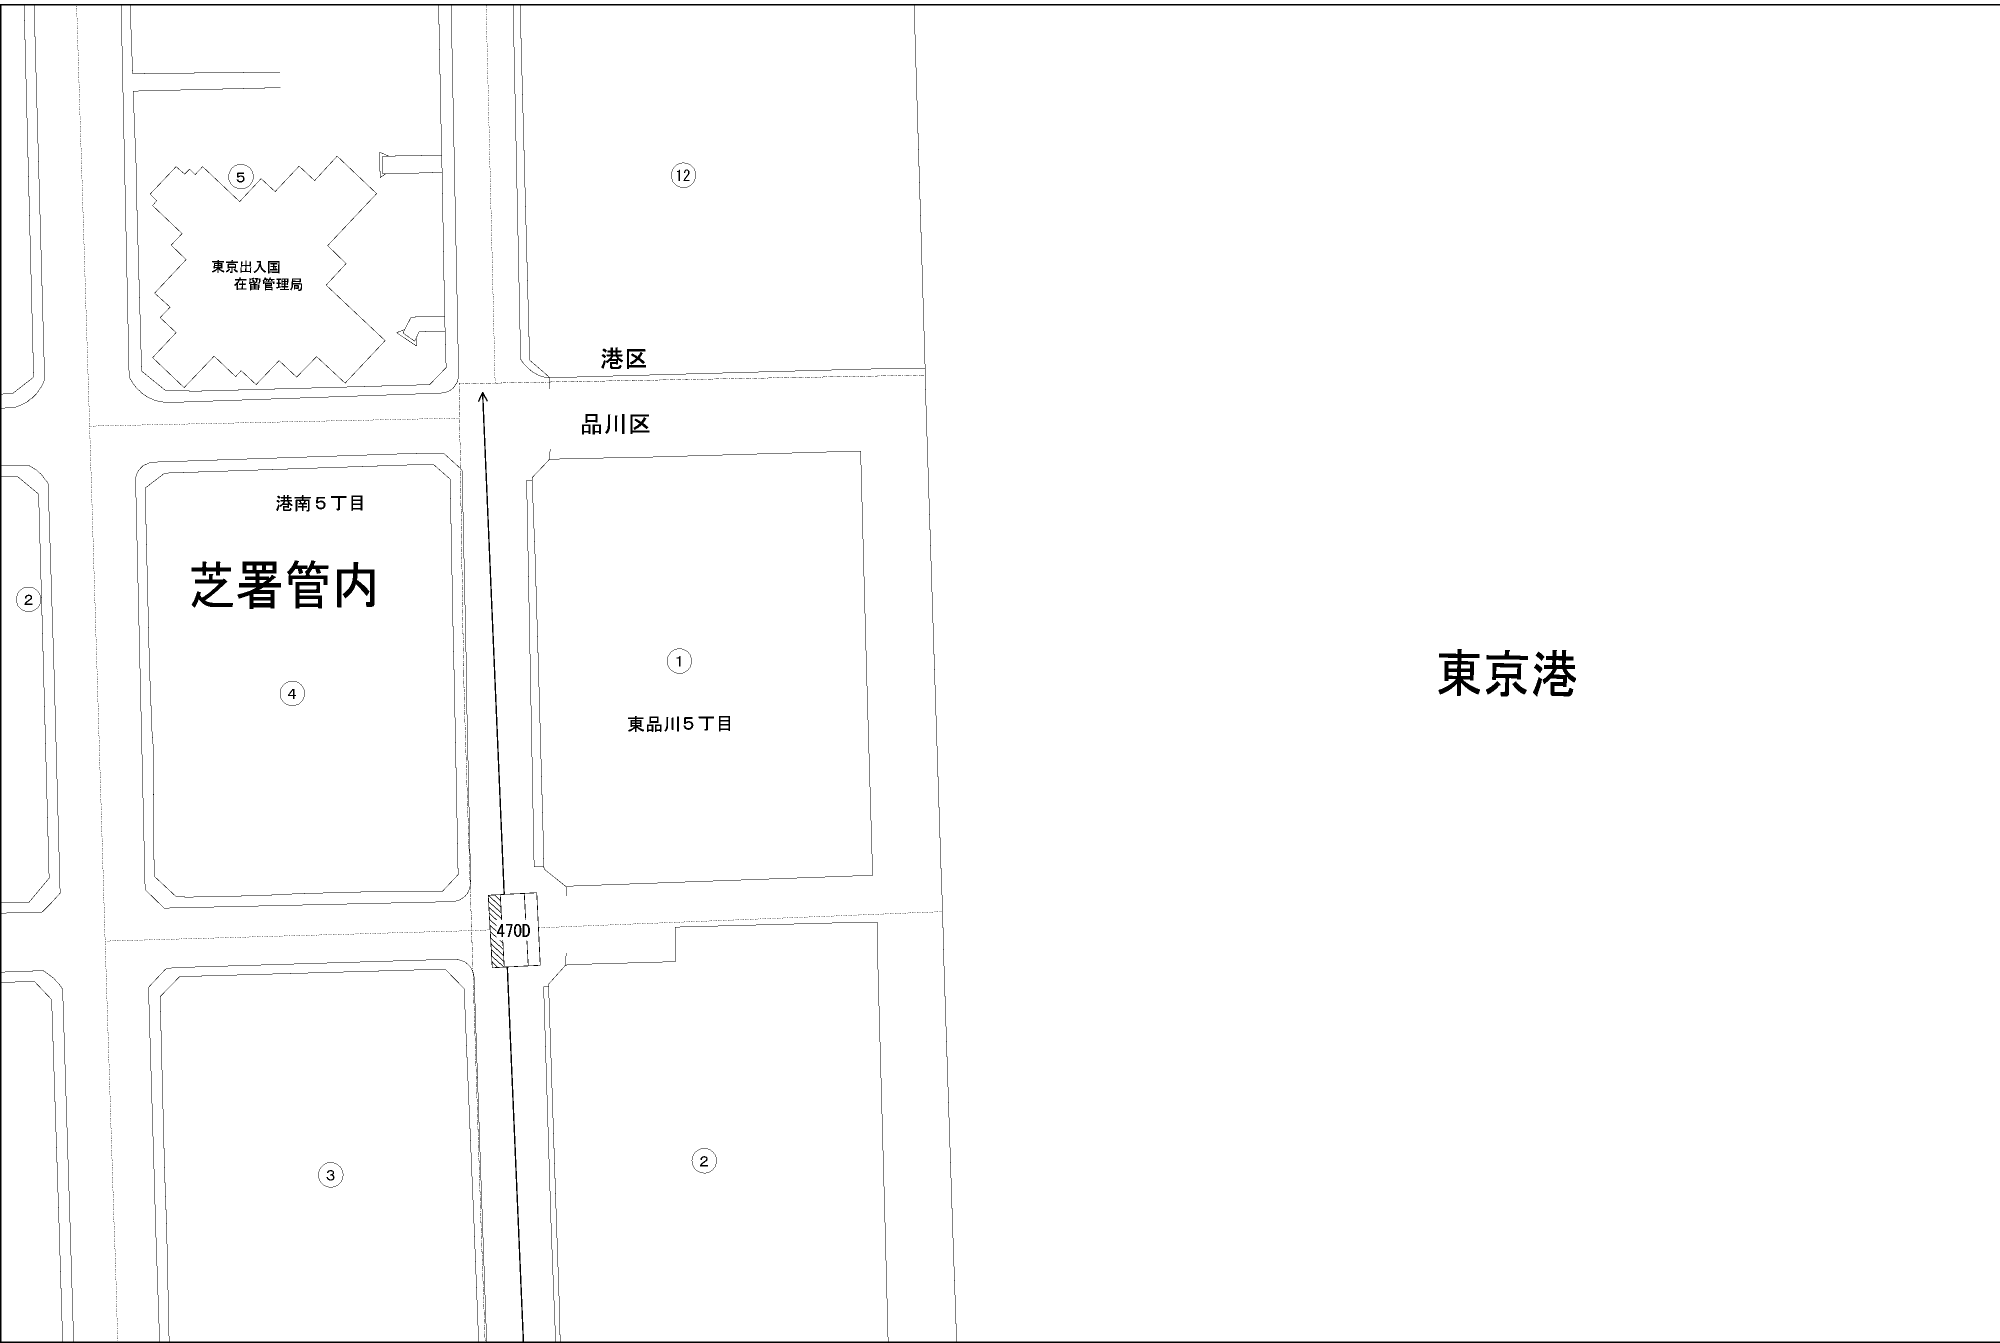 ⑤
⑫
東京出入国
在留管理局
港区
品川区
港南5丁目
芝署管内
②
①
東京港
④
東品川5丁目
470D
③
②